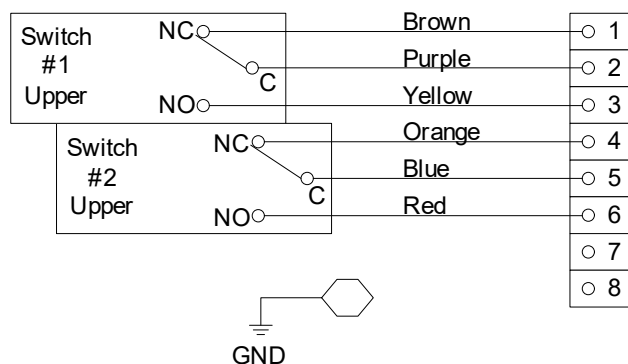 Switch
#1
Upper
NC
C
NO
Brown
Purple
Yellow
1
2
3
Switch
#2
Upper
NC
C
NO
Orange
Blue
Red
4
5
6
7
8
GND